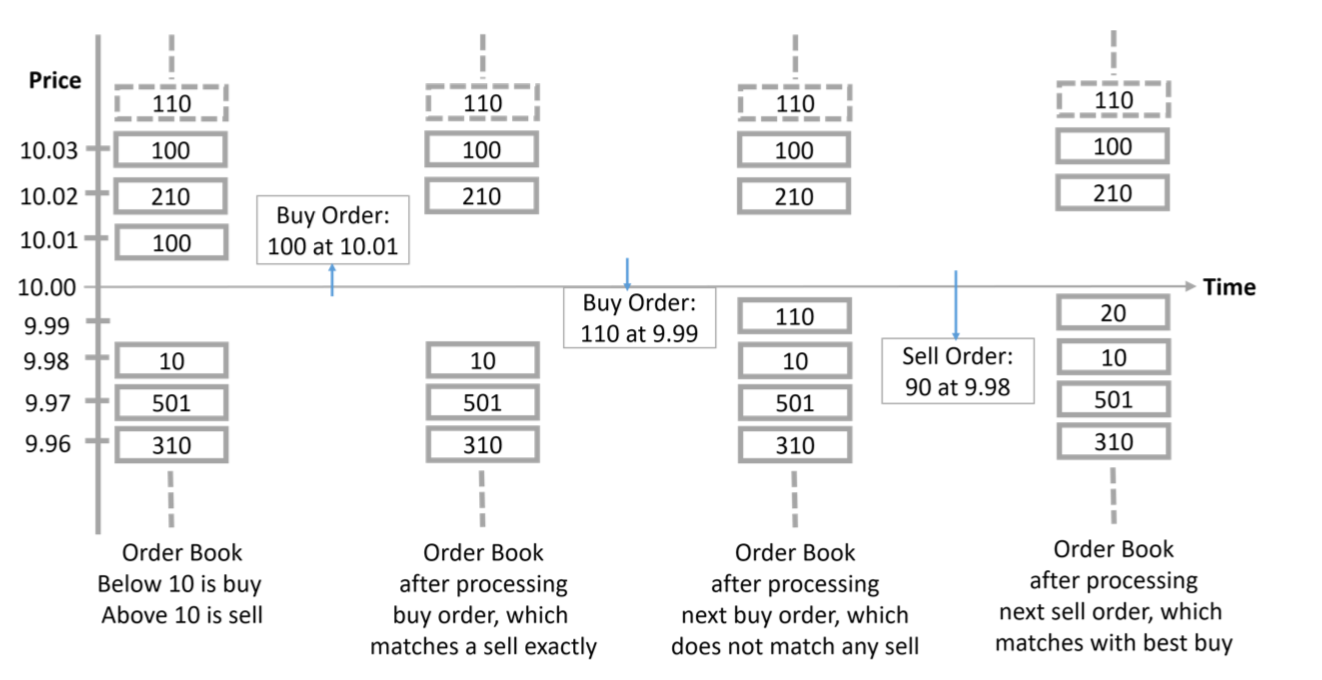 Price
10.03
10.02
10.01
10.00
9.99
9.98
9.97
9.96
110
100
210
100
10
501
310
Order Book
Below 10 is buy
Above 10 is sell
Buy Order:
100 at 10.01
110
100
210
10
501
310
Order Book
after processing
buy order, which
matches a sell exactly
Buy Order:
110 at 9.99
110
100
210
110
10
501
310
Order Book
after processing
next buy order, which
does not match any sell
Sell Order:
90 at 9.98
110
100
210
20
10
501
310
Order Book
after processing
next sell order, which
matches with best buy
Time